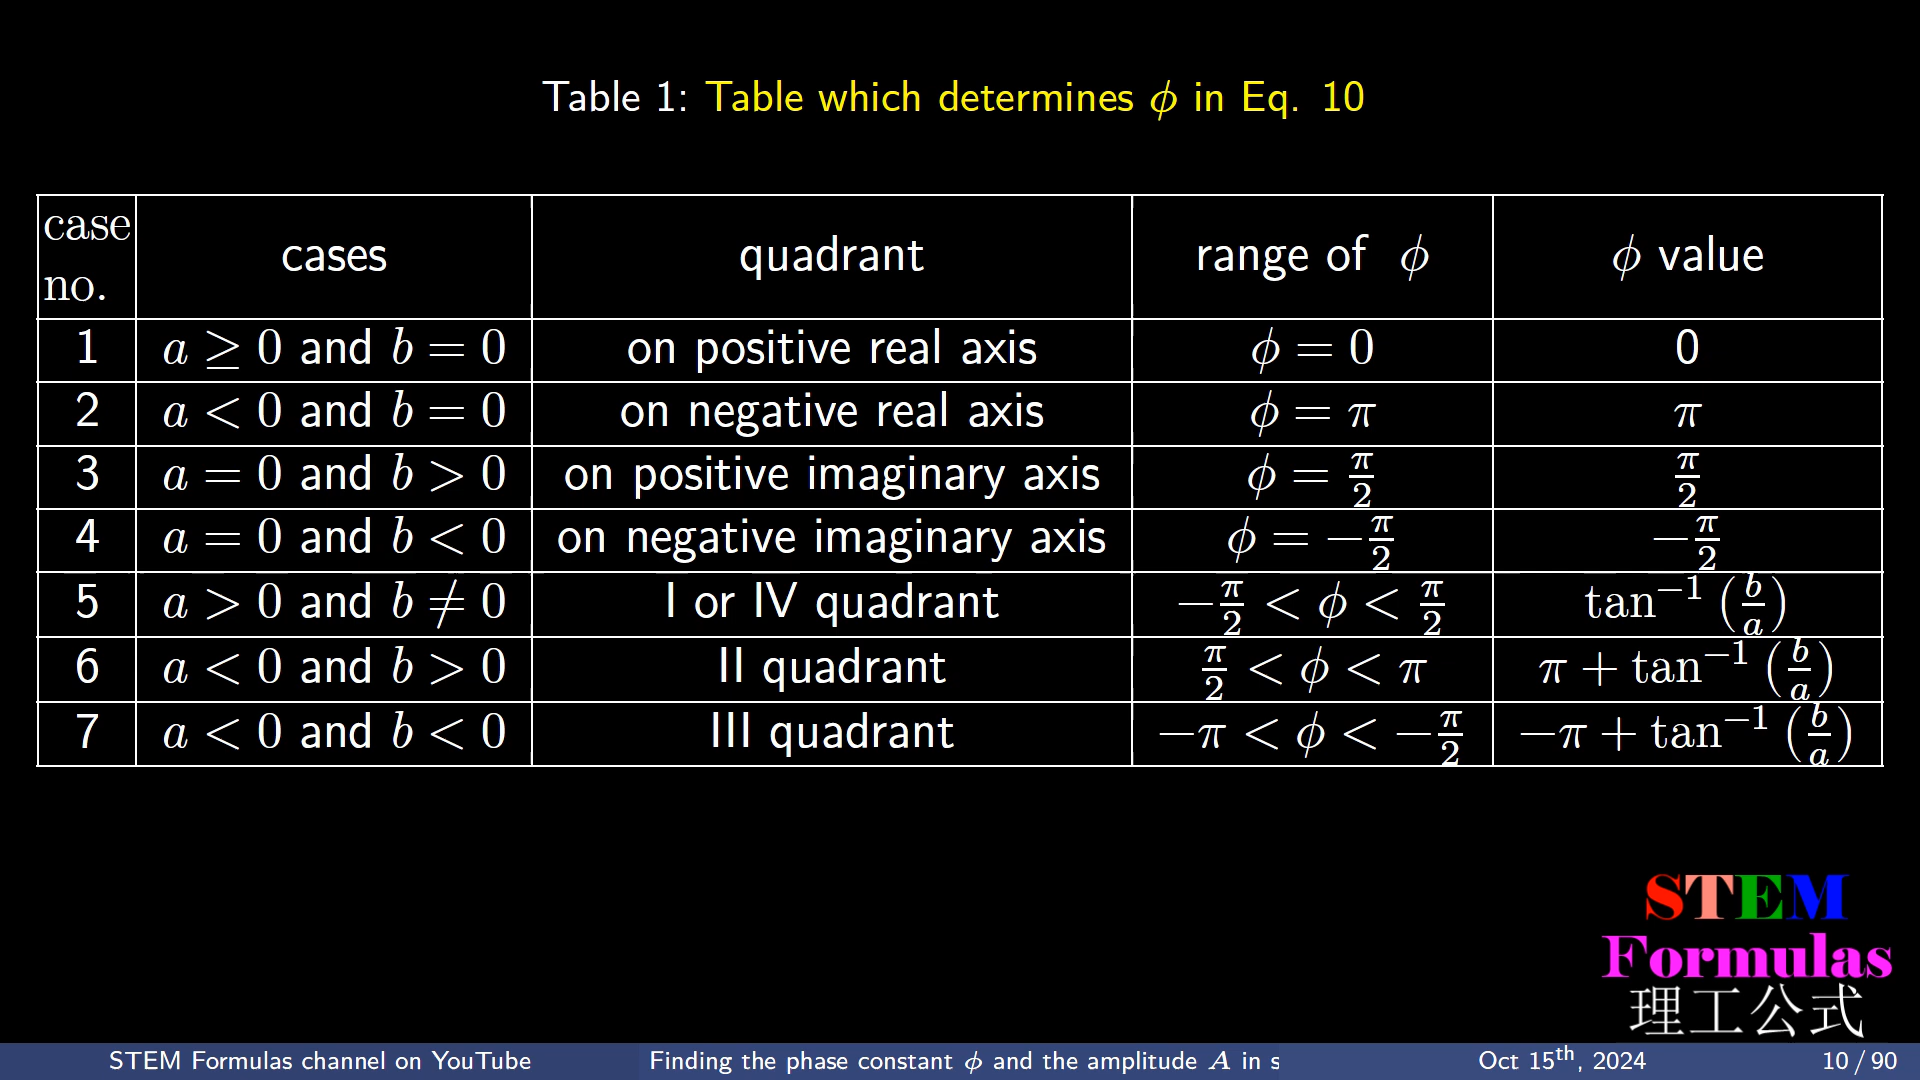 Table 1: Table which determines ϕ in Eq. 10
case no. cases quadrant range of ϕ ϕ value
1 a ≥ 0 and b = 0 on positive real axis ϕ = 0 0
2 a < 0 and b = 0 on negative real axis ϕ = π π
3 a = 0 and b > 0 on positive imaginary axis ϕ = π/2 π/2
4 a = 0 and b < 0 on negative imaginary axis ϕ = −π/2 −π/2
5 a > 0 and b ≠ 0 I or IV quadrant −π/2 < ϕ < π/2 tan⁻¹ (b/a)
6 a < 0 and b > 0 II quadrant π/2 < ϕ < π π + tan⁻¹ (b/a)
7 a < 0 and b < 0 III quadrant −π < ϕ < −π/2 −π + tan⁻¹ (b/a)
STEM
Formulas
理工公式
STEM Formulas channel on YouTube Finding the phase constant ϕ and the amplitude A in s Oct 15th, 2024 10 / 90